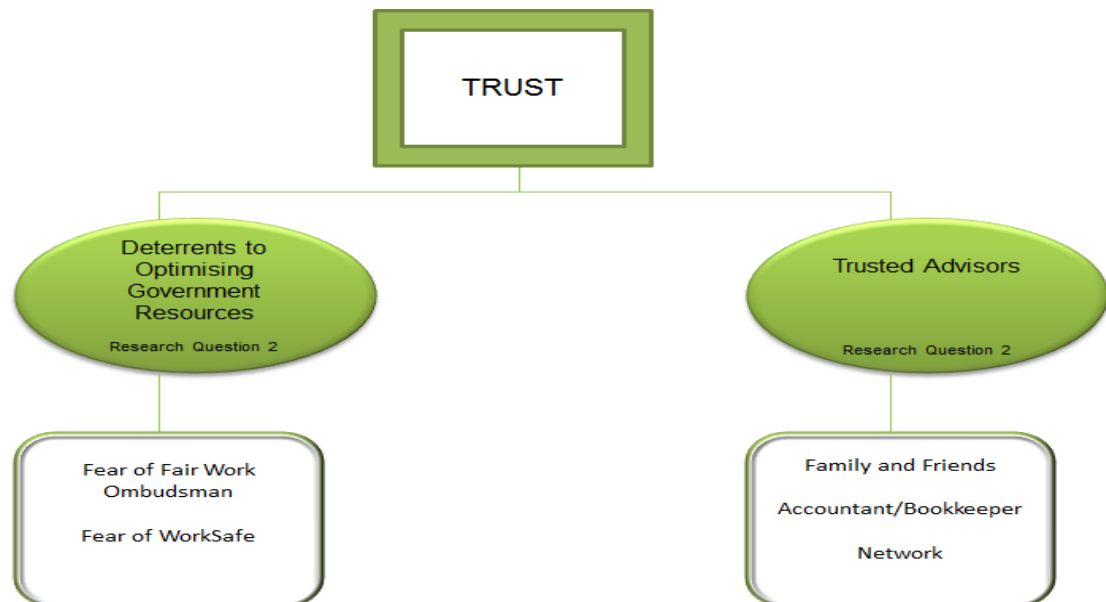 TRUST
Deterrents to
Optimising
Government
Resources
Research Question 2
Fear of Fair Work
Ombudsman
Fear of WorkSafe
Trusted Advisors
Research Question 2
Family and Friends
Accountant/Bookkeeper
Network